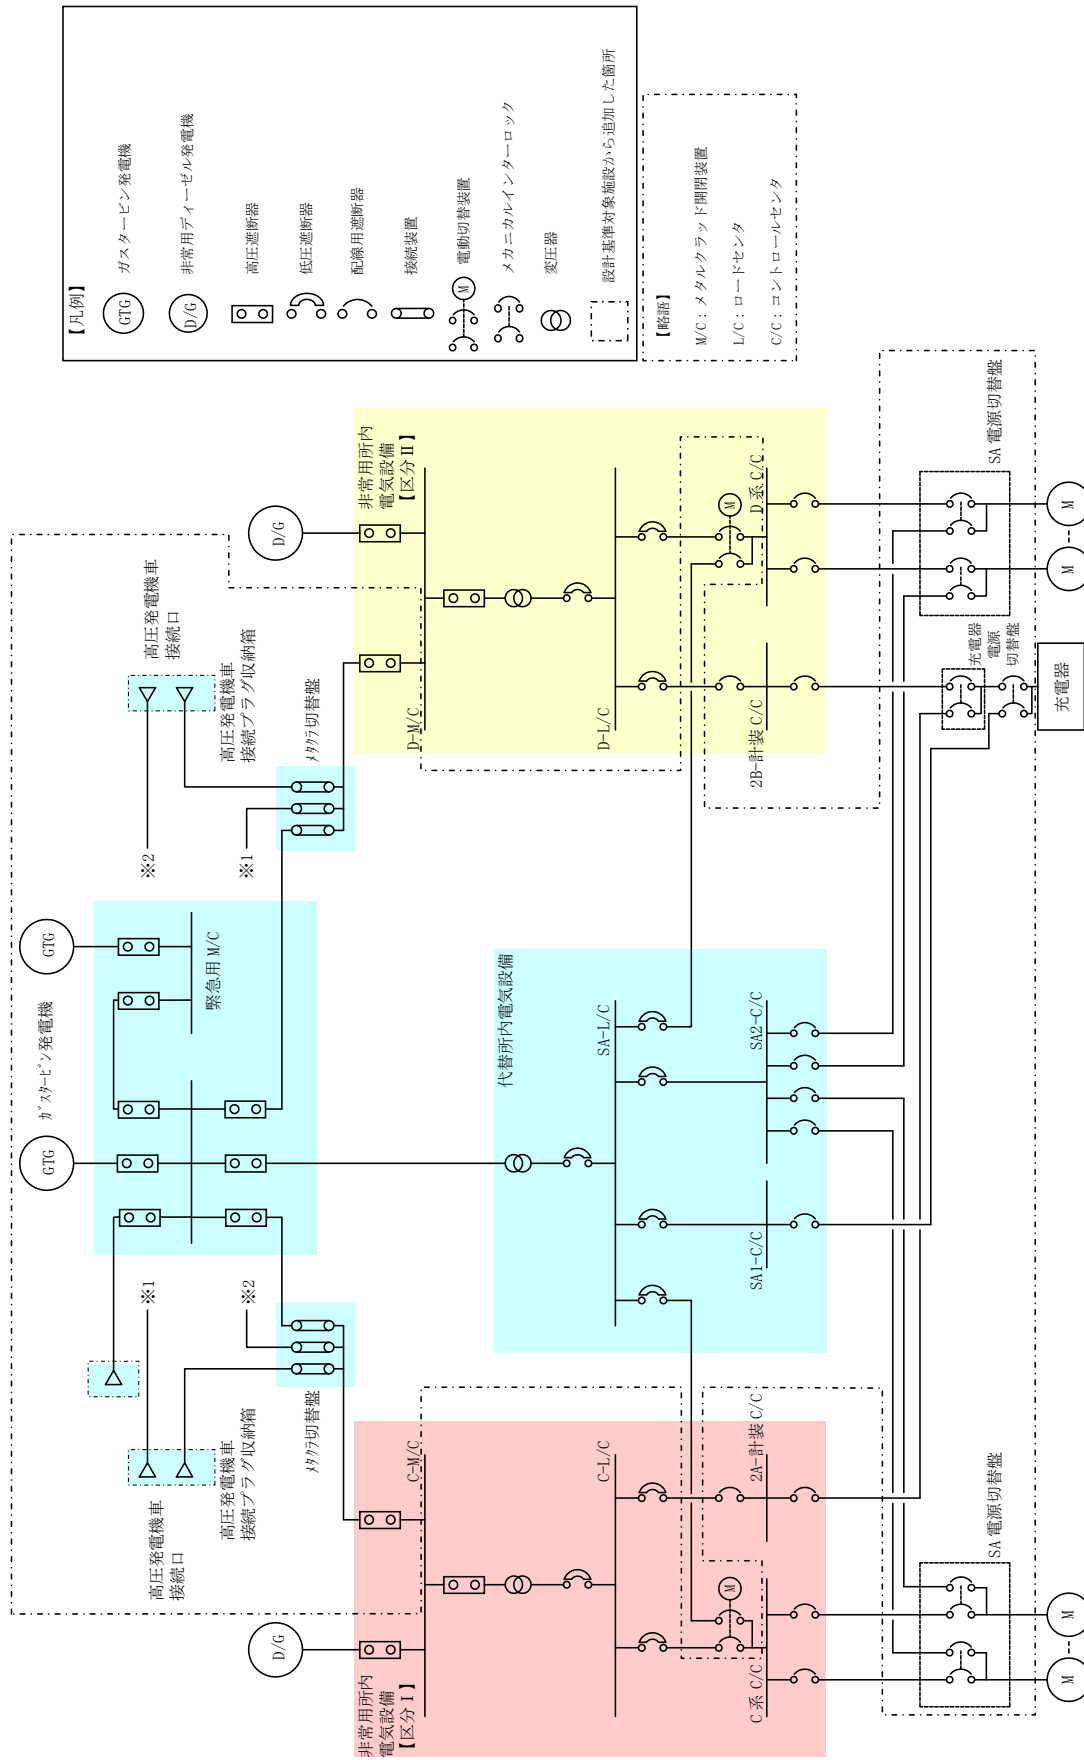 【凡例】
GTG
ガスタービン発電機
D/G
非常用ディーゼル発電機
高圧遮断器
低圧遮断器
配線用遮断器
接続装置
M
電動切替装置
メカニカルインターロック
変圧器
設計基準対象施設から追加した箇所
【略語】
M/C：メタルクラッド開閉装置
L/C：ロードセンタ
C/C：コントロールセンタ
高圧発電機車
接続口
高圧発電機車
接続プラグ収納箱
※1
※2
ﾒﾀｸﾗ切替盤
GTG
ｶﾞｽﾀｰﾋﾞﾝ発電機
GTG
緊急用 M/C
※2
※1
高圧発電機車
接続口
高圧発電機車
接続プラグ収納箱
ﾒﾀｸﾗ切替盤
D/G
非常用所内
電気設備
【区分Ⅰ】
C-M/C
C-L/C
M
C系 C/C
2A-計装 C/C
代替所内電気設備
SA-L/C
SA1-C/C
SA2-C/C
D/G
非常用所内
電気設備
【区分Ⅱ】
D-M/C
D-L/C
M
D系 C/C
2B-計装 C/C
SA 電源切替盤
M
M
充電器
電源
切替盤
充電器
SA 電源切替盤
M
M